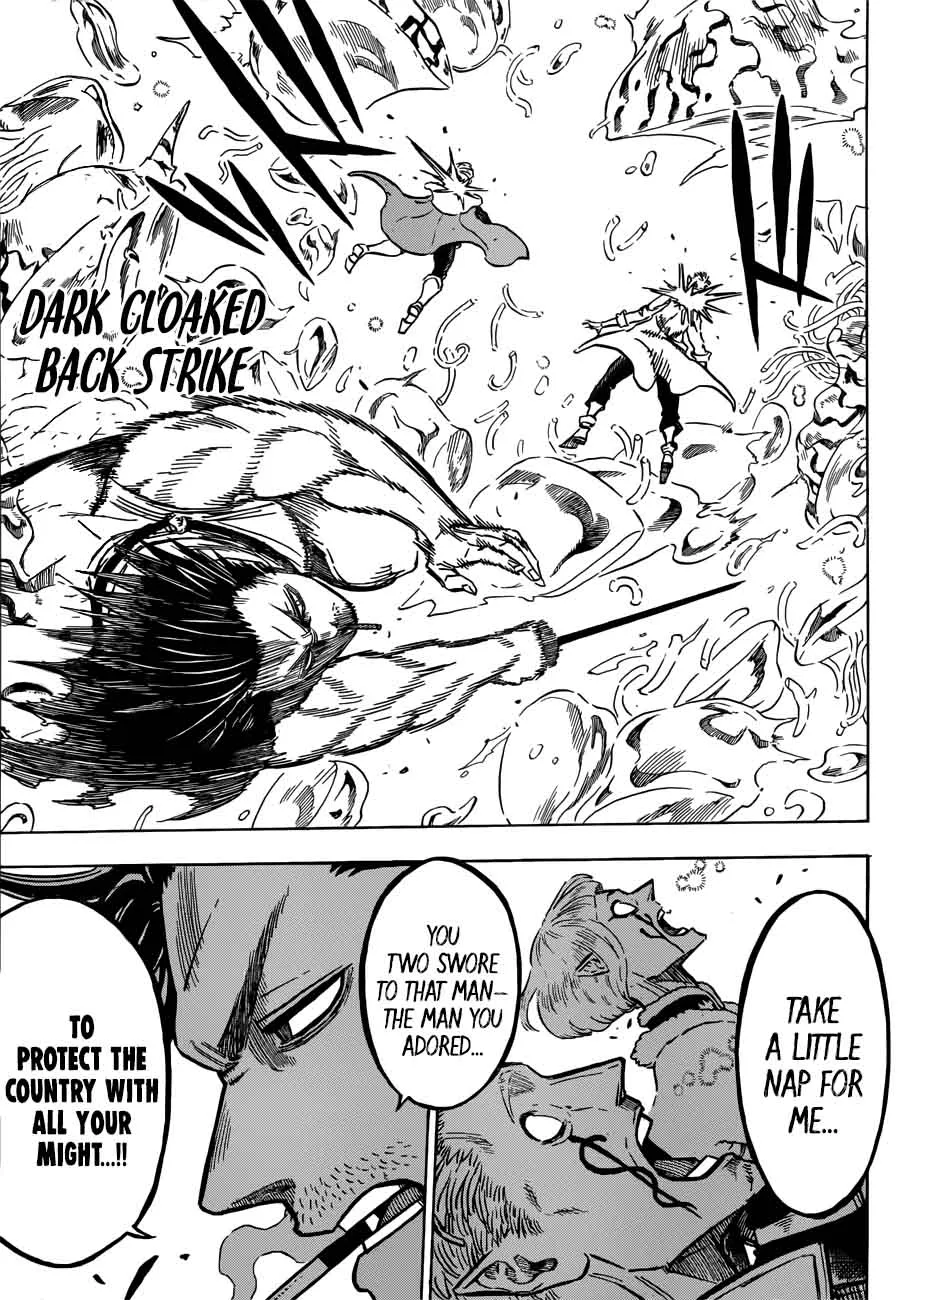 DARK CLOAKED
BACK STRIKE
TAKE
A LITTLE
NAP FOR
ME...
YOU
TWO SWORE
TO THAT MAN—
THE MAN YOU
ADORED...
TO
PROTECT THE
COUNTRY WITH
ALL YOUR
MIGHT...!!